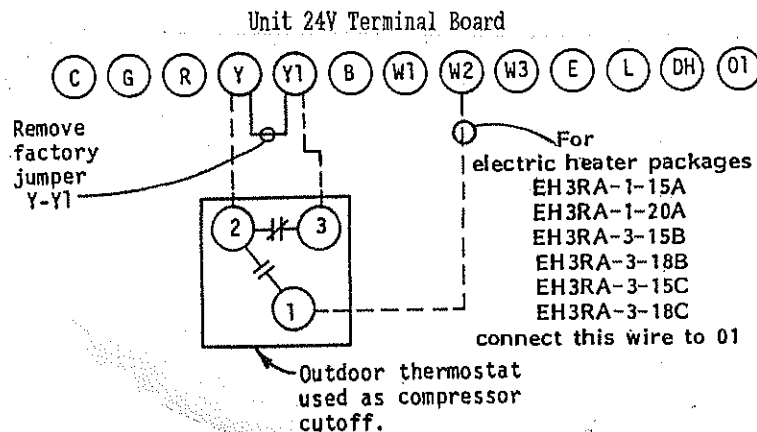 Unit 24V Terminal Board
C G R Y Y1 B W1 W2 W3 E L DH 01
Remove
factory
jumper
Y-Y1
For
electric heater packages
EH3RA-1-15A
EH3RA-1-20A
EH3RA-3-15B
EH3RA-3-18B
EH3RA-3-15C
EH3RA-3-18C
connect this wire to 01
2 3
1
Outdoor thermostat
used as compressor
cutoff.